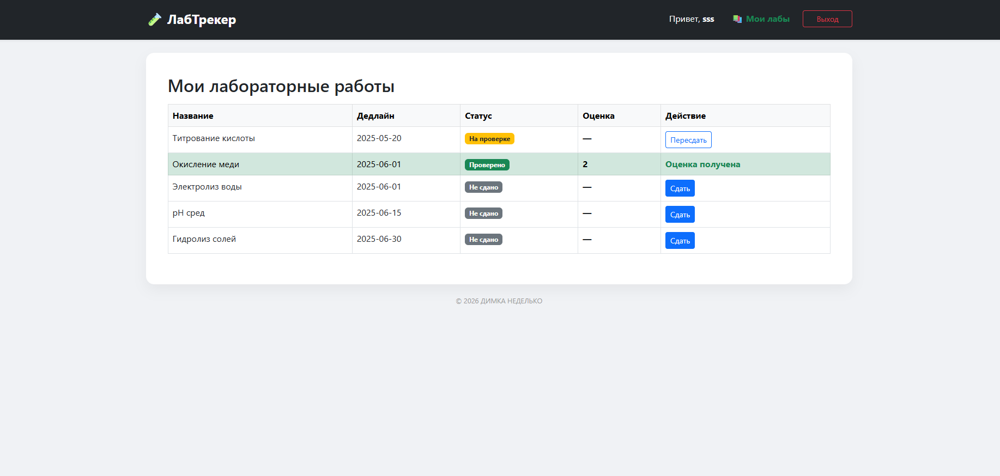 ЛабТрекер
Привет, sss Мои лабы Выход
Мои лабораторные работы
Название Дедлайн Статус Оценка Действие
Титрование кислоты 2025-05-20 На проверке — Пересдать
Окисление меди 2025-06-01 Проверено 2 Оценка получена
Электролиз воды 2025-06-01 Не сдано — Сдать
pH сред 2025-06-15 Не сдано — Сдать
Гидролиз солей 2025-06-30 Не сдано — Сдать
© 2026 ДИМКА НЕДЕЛЬКО